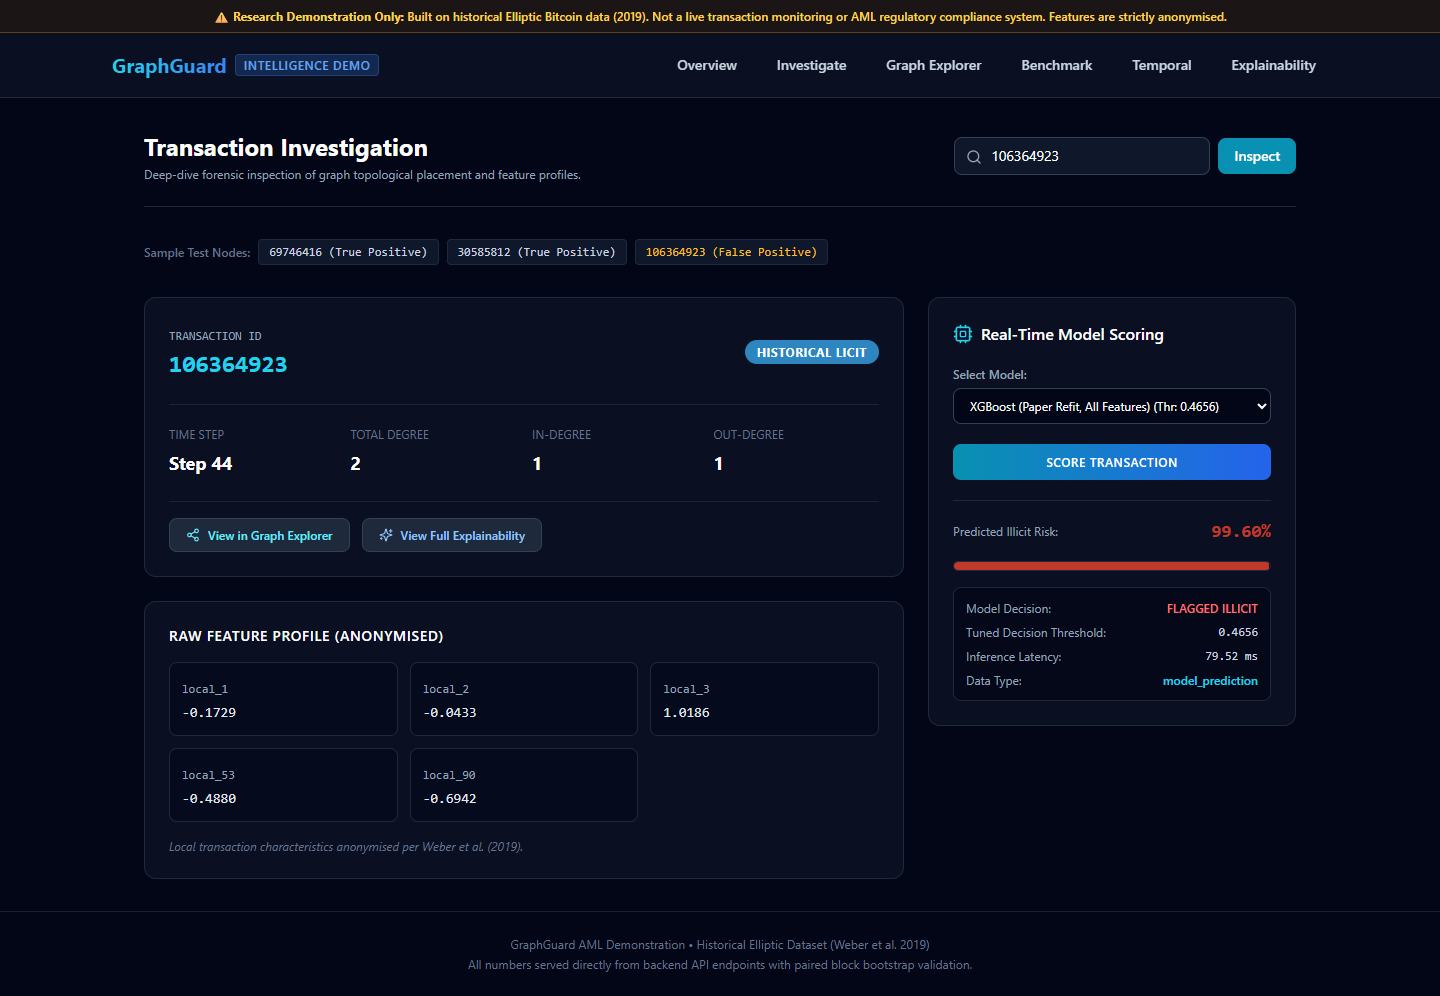 Research Demonstration Only: Built on historical Elliptic Bitcoin data (2019). Not a live transaction monitoring or AML regulatory compliance system. Features are strictly anonymised.
GraphGuard INTELLIGENCE DEMO Overview Investigate Graph Explorer Benchmark Temporal Explainability
Transaction Investigation
Deep-dive forensic inspection of graph topological placement and feature profiles.
106364923 Inspect
Sample Test Nodes: 69746416 (True Positive) 30585812 (True Positive) 106364923 (False Positive)
TRANSACTION ID
106364923
HISTORICAL LICIT
TIME STEP TOTAL DEGREE IN-DEGREE OUT-DEGREE
Step 44 2 1 1
View in Graph Explorer View Full Explainability
RAW FEATURE PROFILE (ANONYMISED)
local_1 local_2 local_3
-0.1729 -0.0433 1.0186
local_53 local_90
-0.4880 -0.6942
Local transaction characteristics anonymised per Weber et al. (2019).
Real-Time Model Scoring
Select Model:
XGBoost (Paper Refit, All Features) (Thr: 0.4656)
SCORE TRANSACTION
Predicted Illicit Risk: 99.60%
Model Decision: FLAGGED ILLICIT
Tuned Decision Threshold: 0.4656
Inference Latency: 79.52 ms
Data Type: model_prediction
GraphGuard AML Demonstration • Historical Elliptic Dataset (Weber et al. 2019)
All numbers served directly from backend API endpoints with paired block bootstrap validation.